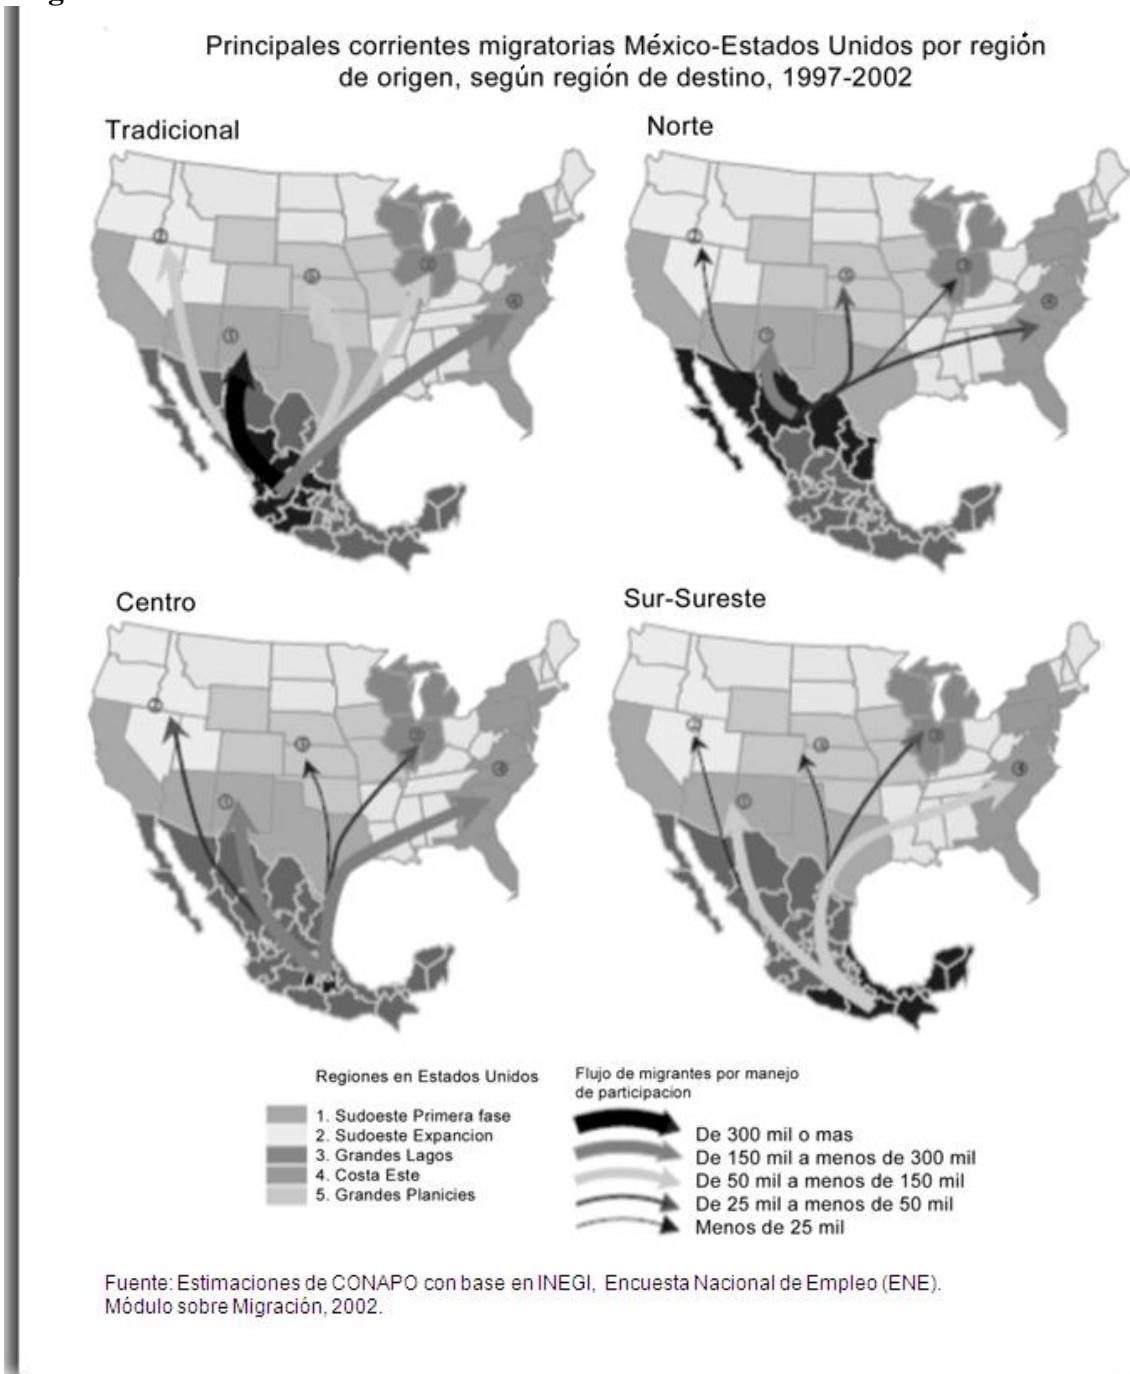 Principales corrientes migratorias México-Estados Unidos por región
de origen, según región de destino, 1997-2002
Tradicional
Norte
Centro
Sur-Sureste
Regiones en Estados Unidos
1. Sudoeste Primera fase
2. Sudoeste Expancion
3. Grandes Lagos
4. Costa Este
5. Grandes Planicies
Flujo de migrantes por manejo
de participacion
De 300 mil o mas
De 150 mil a menos de 300 mil
De 50 mil a menos de 150 mil
De 25 mil a menos de 50 mil
Menos de 25 mil
Fuente: Estimaciones de CONAPO con base en INEGI, Encuesta Nacional de Empleo (ENE).
Módulo sobre Migración, 2002.